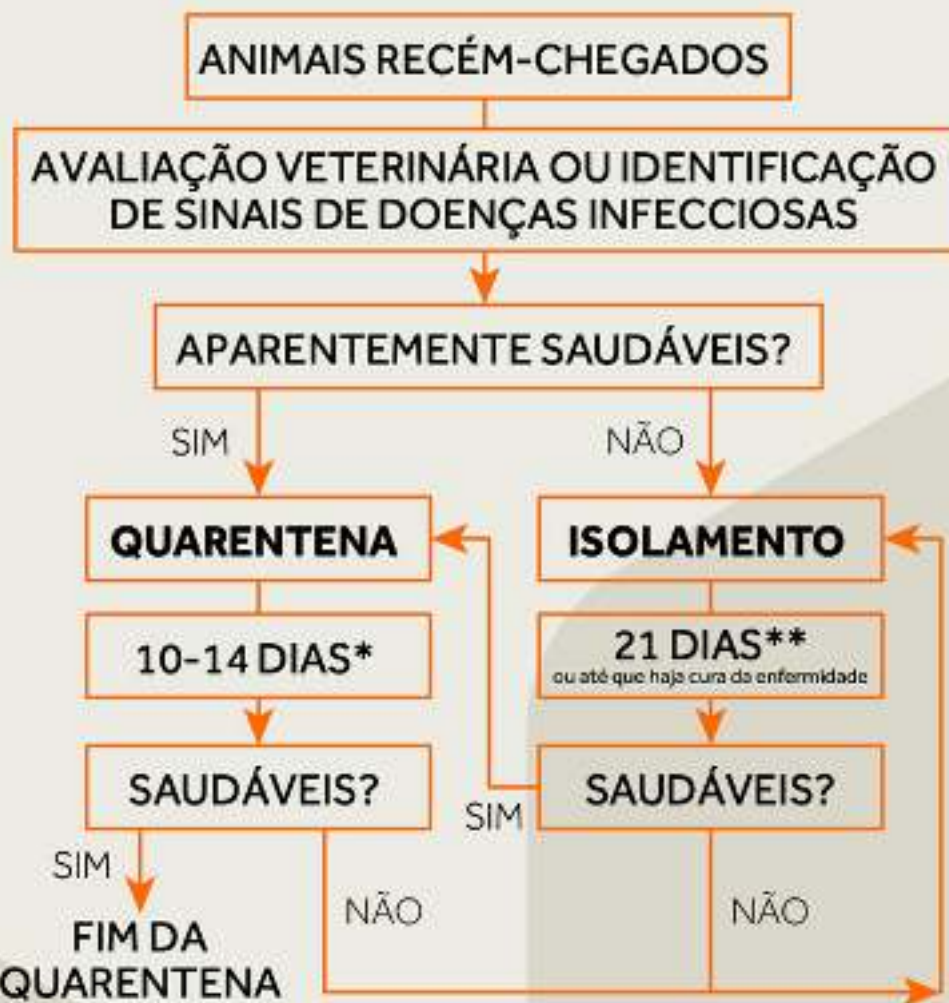 ANIMAIS RECÉM-CHEGADOS
AVALIAÇÃO VETERINÁRIA OU IDENTIFICAÇÃO
DE SINAIS DE DOENÇAS INFECCIOSAS
APARENTEMENTE SAUDÁVEIS?
SIM
NÃO
QUARENTENA
ISOLAMENTO
10-14 DIAS*
21 DIAS**
ou até que haja cura da enfermidade
SAUDÁVEIS?
SIM
SAUDÁVEIS?
SIM
NÃO
NÃO
FIM DA
QUARENTENA